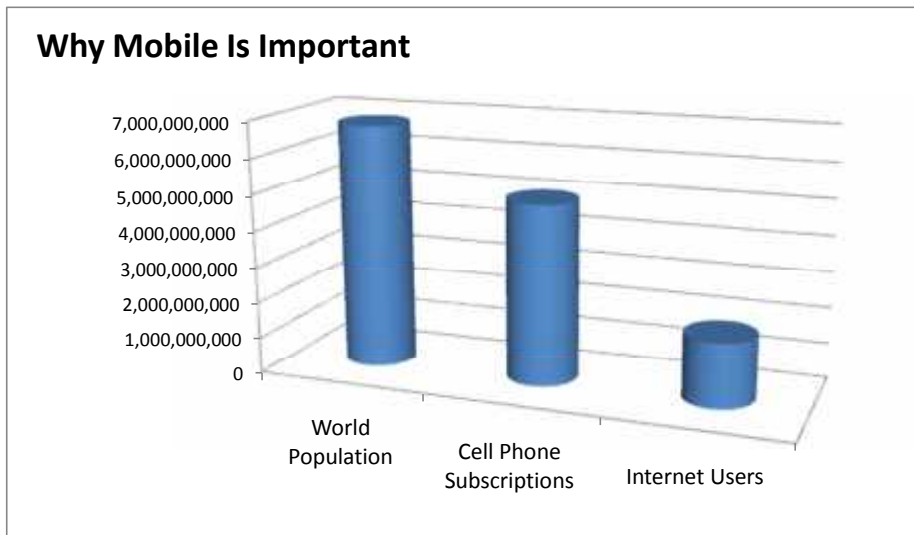 Why Mobile Is Important
7,000,000,000
6,000,000,000
5,000,000,000
4,000,000,000
3,000,000,000
2,000,000,000
1,000,000,000
0
World
Population
Cell Phone
Subscriptions
Internet Users